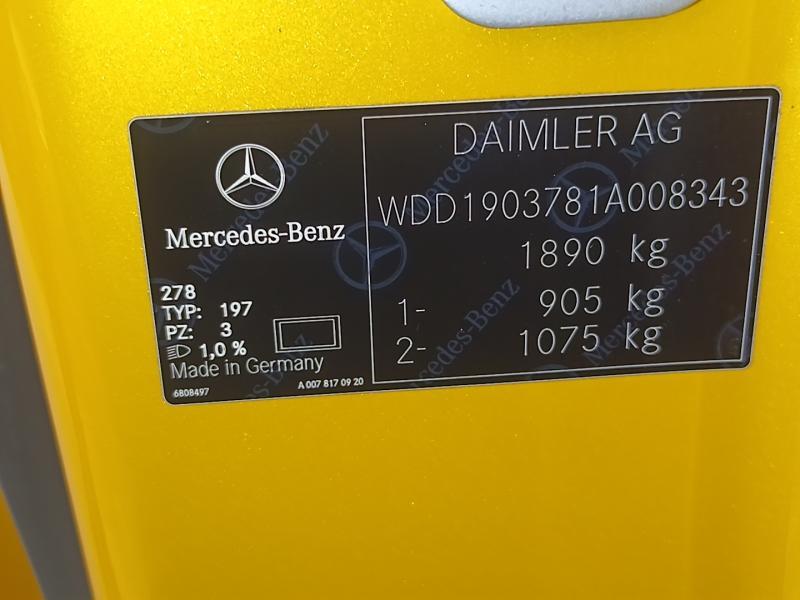 Mercedes-Benz
278
TYP: 197
PZ: 3
1,0 %
Made in Germany
6808497
A 007 817 09 20
DAIMLER AG
WDD1903781A008343
1890 kg
1- 905 kg
2- 1075 kg